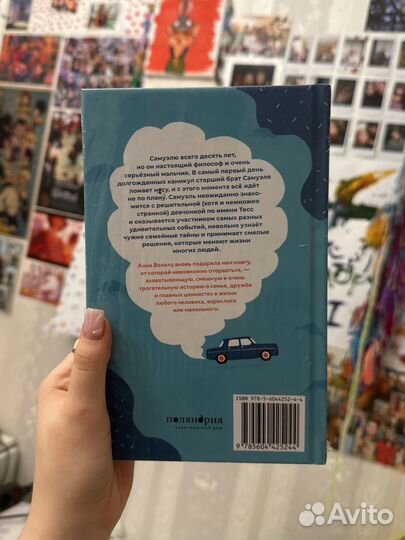 Самуэлю всего десять лет,
но он настоящий философ и очень
серьёзный мальчик. В самый первый день
долгожданных каникул старший брат Самуэля
ломает ногу, и с этого момента всё идёт
не по плану. Самуэль неожиданно знако-
мится с решительной (хотя и немножко
странной) девчонкой по имени Тесс
и оказывается участником самых разных
удивительных событий, невольно узнаёт
чужие семейные тайны и принимает смелые
решения, которые меняют жизни
многих людей.
Анна Вольтц вновь подарила нам книгу,
от которой невозможно оторваться, —
захватывающую, смешную и очень
трогательную историю о семье, дружбе
и главных ценностях в жизни
любого человека, взрослого
или маленького.
ISBN 978-5-6044252-4-4
9 785604 425244
поляндрия
издательский дом
Avito